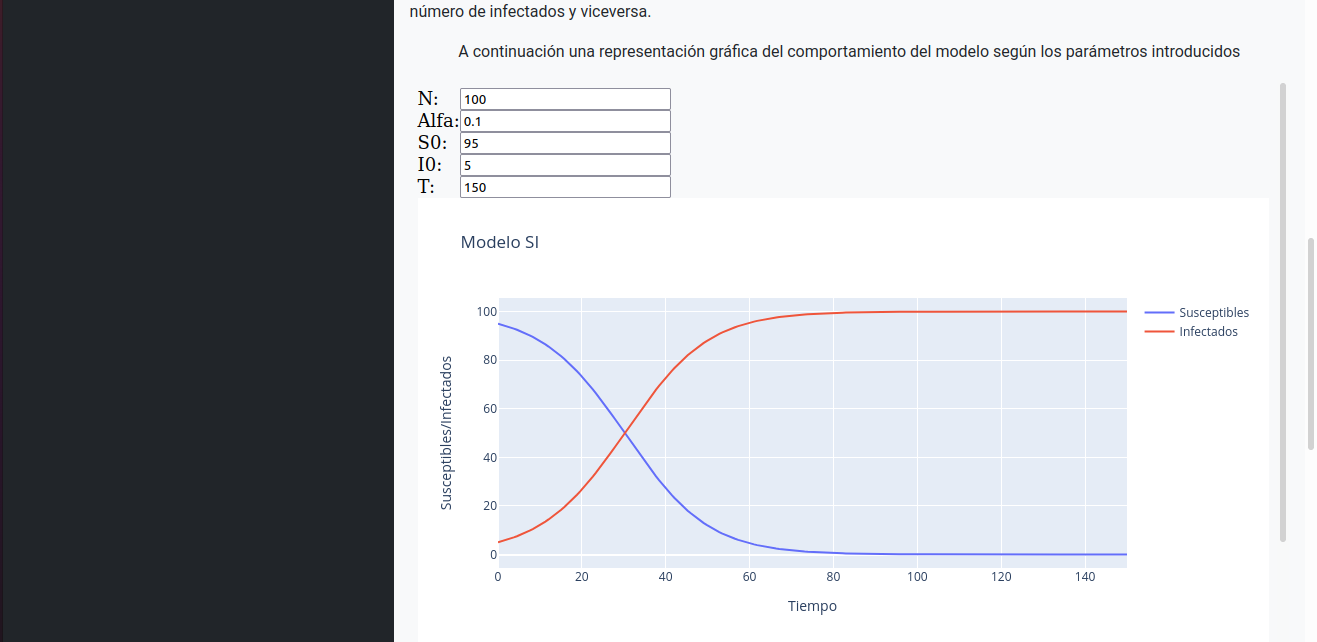 número de infectados y viceversa.
A continuación una representación gráfica del comportamiento del modelo según los parámetros introducidos
N: 100
Alfa: 0.1
S0: 95
I0: 5
T: 150
Modelo SI
100
80
60
40
20
0
Susceptibles/Infectados
0 20 40 60 80 100 120 140
Tiempo
Susceptibles
Infectados